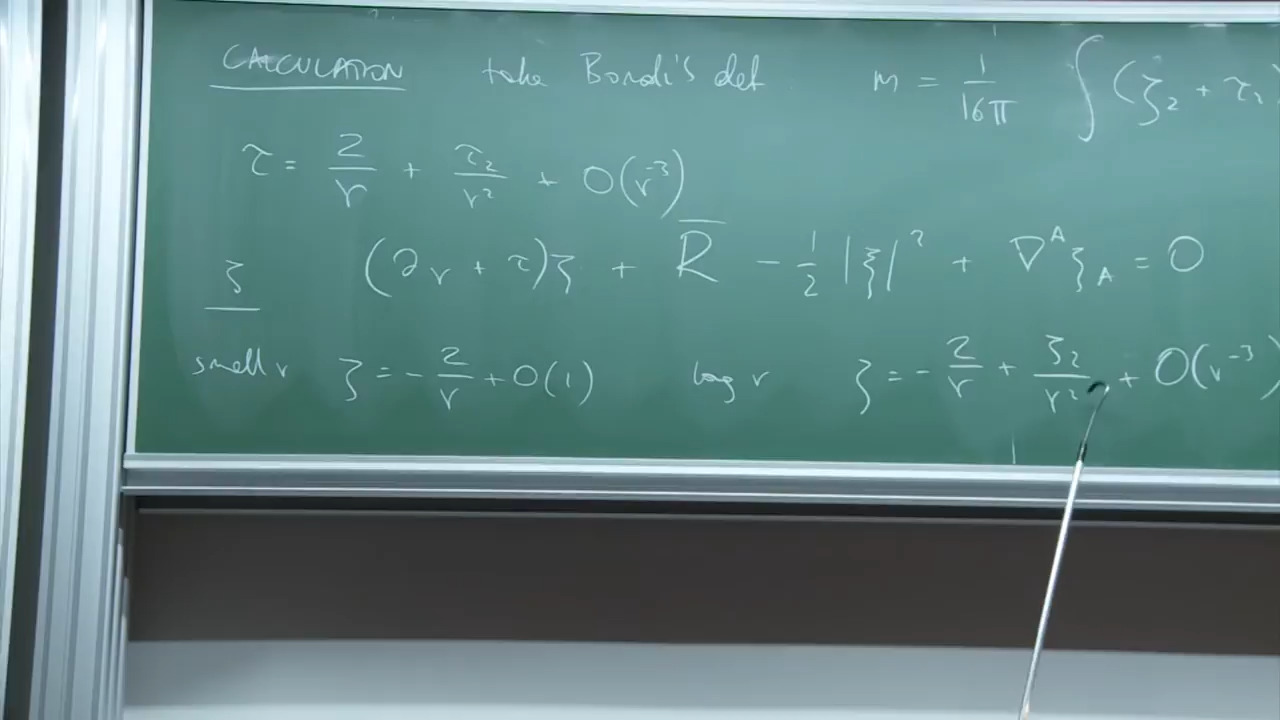 CALCULATION take Bondi's def m = 1/16π ∫ (ζ₂ + τ₂)
τ = 2/r + τ₂/r² + O(r⁻³)
ζ (∂r + τ)ζ + R̅ - 1/2 |ξ|² + ∇ᴬξ_A = 0
small r ζ = - 2/r + O(1) large r ζ = - 2/r + ζ₂/r² + O(r⁻³)